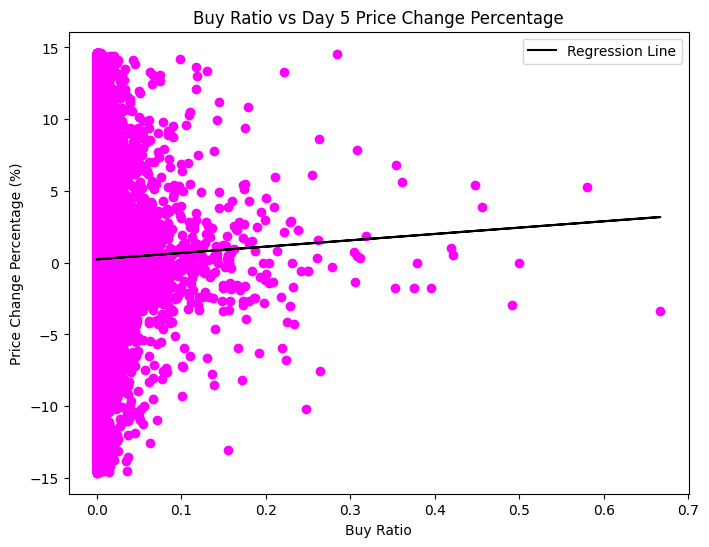 Buy Ratio vs Day 5 Price Change Percentage
Regression Line
Price Change Percentage (%)
15
10
5
0
−5
−10
−15
0.0 0.1 0.2 0.3 0.4 0.5 0.6 0.7
Buy Ratio